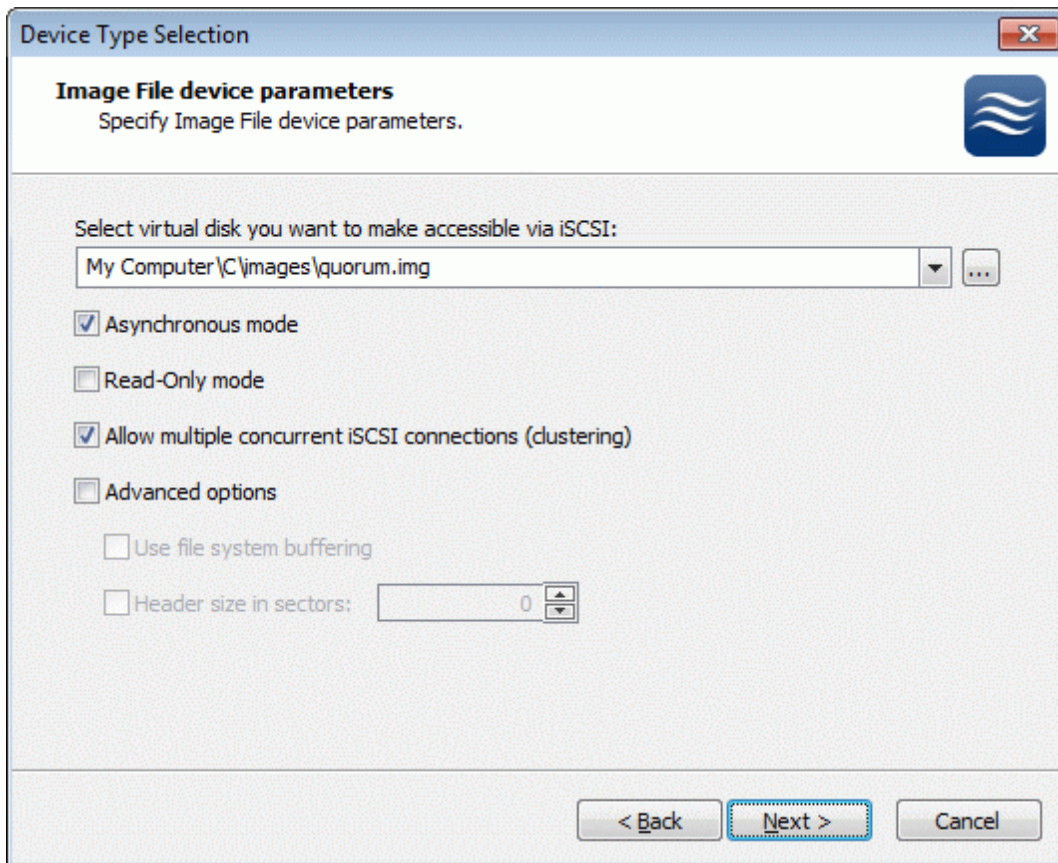 Device Type Selection
Image File device parameters
Specify Image File device parameters.
Select virtual disk you want to make accessible via iSCSI:
My Computer\C\images\quorum.img
...
Asynchronous mode
Read-Only mode
Allow multiple concurrent iSCSI connections (clustering)
Advanced options
Use file system buffering
Header size in sectors: 0
< Back Next > Cancel